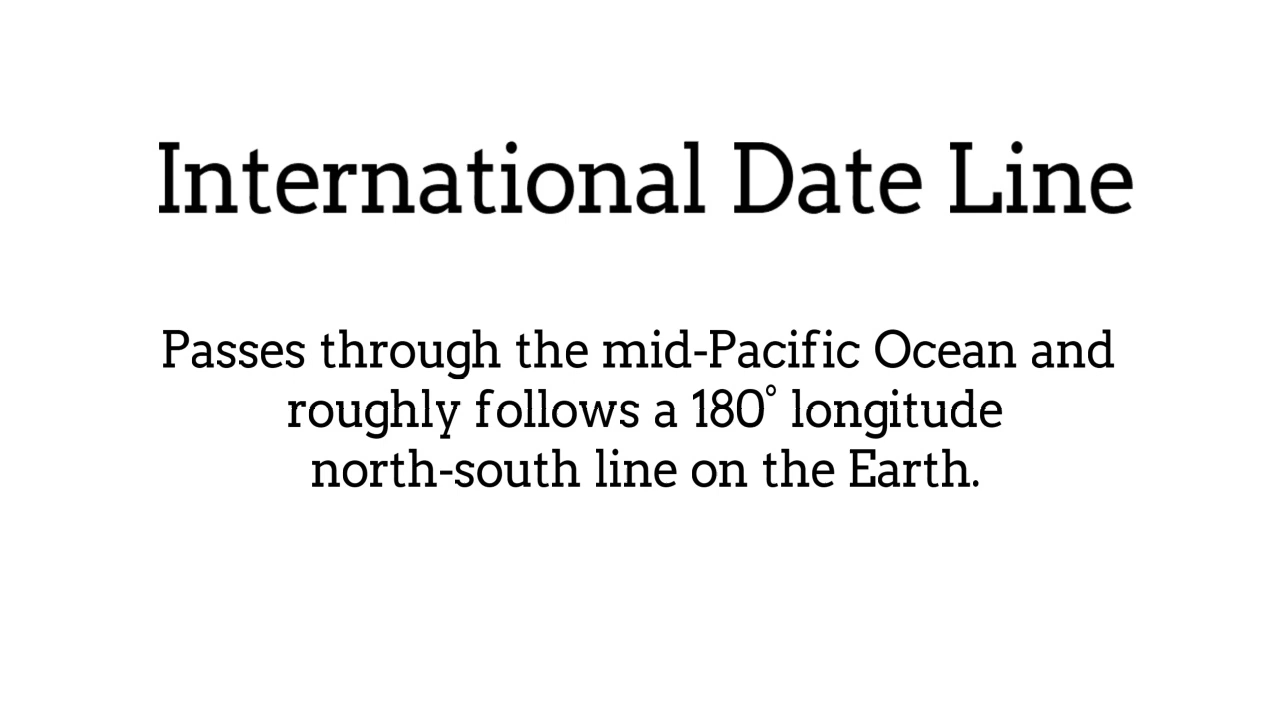 International Date Line
Passes through the mid-Pacific Ocean and
roughly follows a 180° longitude
north-south line on the Earth.